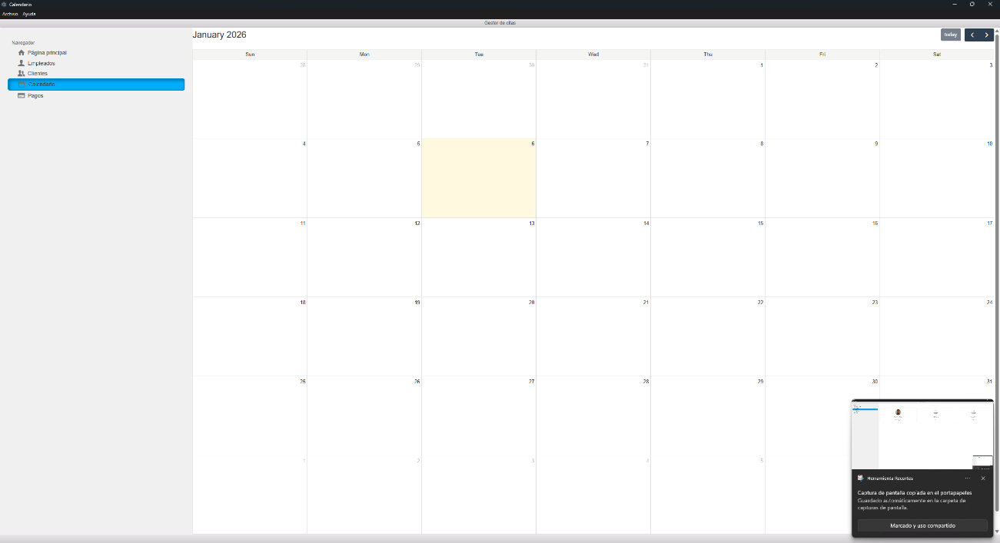 Calendario
Archivo Ayuda
Gestor de citas
Navegador
Página principal
Empleados
Clientes
Calendario
Pagos
January 2026
today
Sun Mon Tue Wed Thu Fri Sat
28 29 30 31 1 2 3
4 5 6 7 8 9 10
11 12 13 14 15 16 17
18 19 20 21 22 23 24
25 26 27 28 29 30 31
1 2 3 4 5
Herramienta Recortes
Captura de pantalla copiada en el portapapeles
Guardado automáticamente en la carpeta de
capturas de pantalla.
Marcado y uso compartido